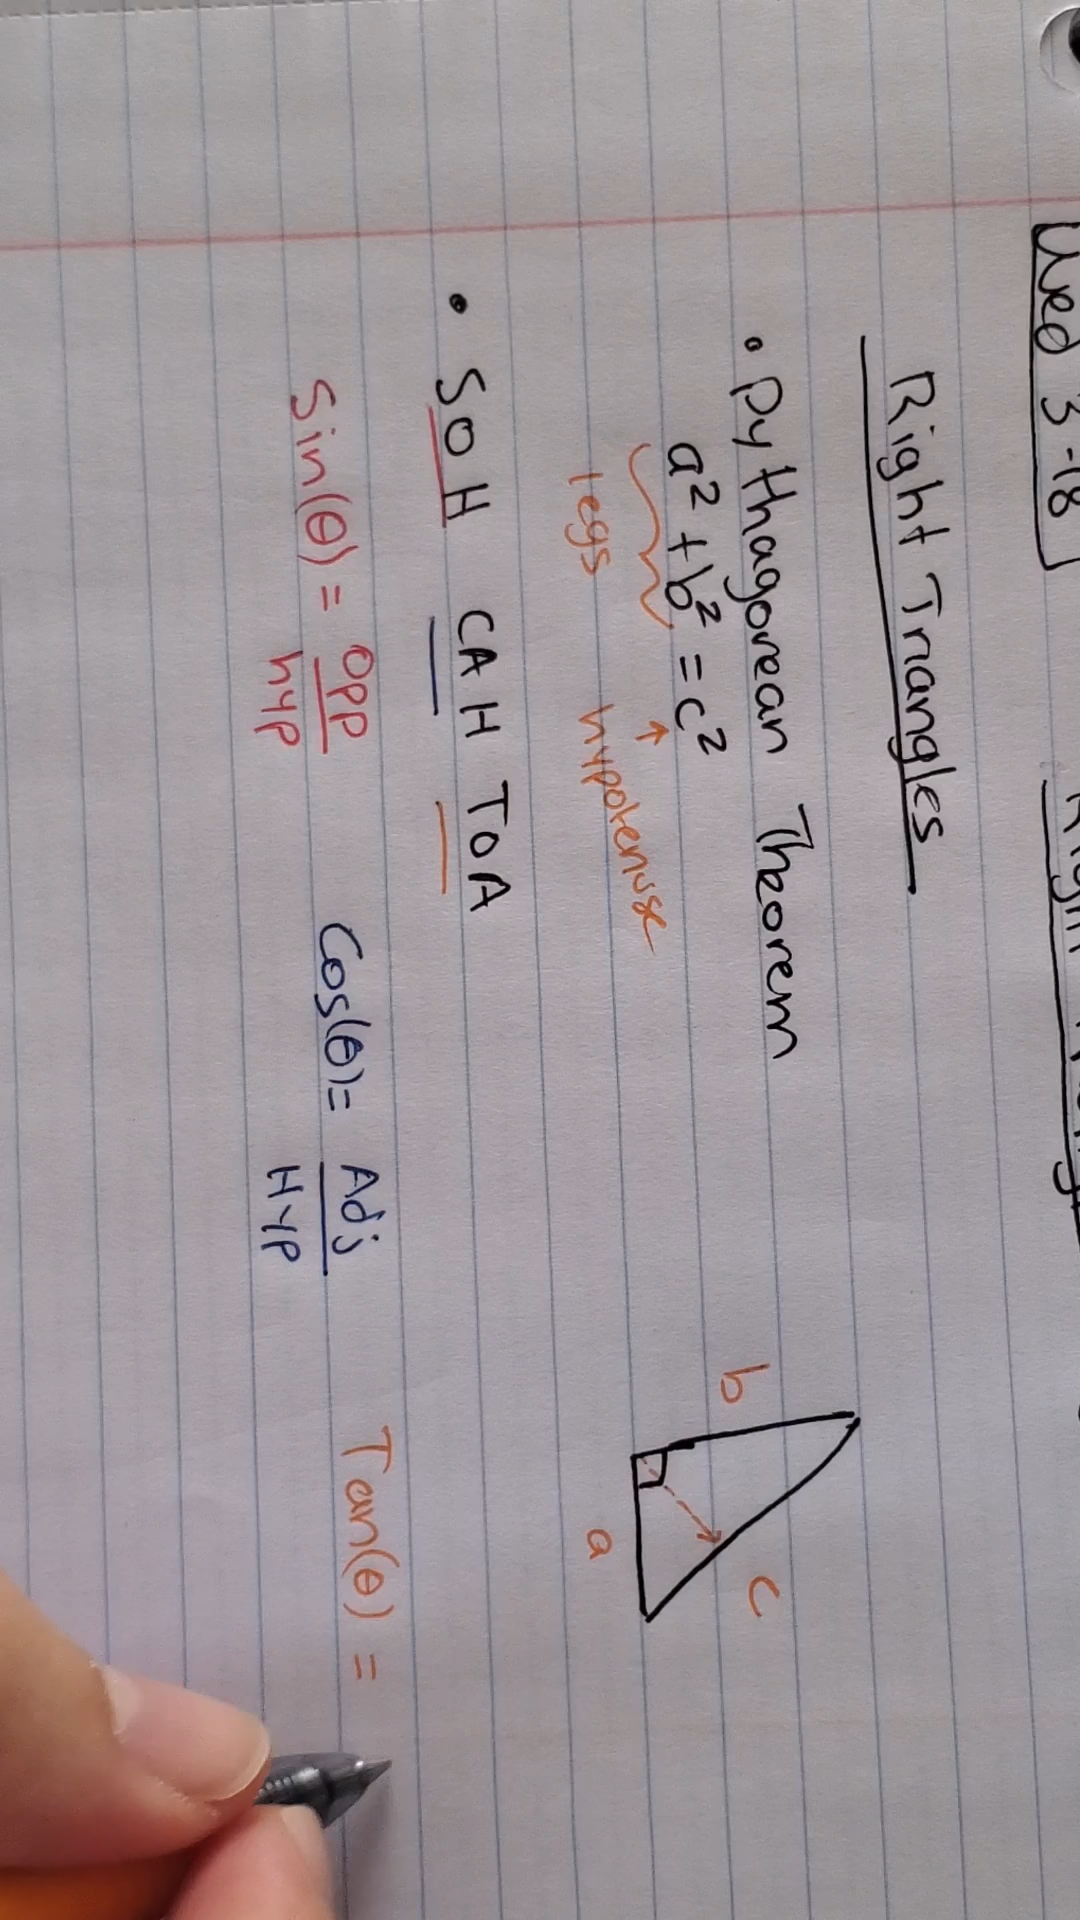 Wed 3-18
Right Triangles
• Pythagorean Theorem
a² + b² = c²
legs hypotenuse
b c
a
• SOH CAH TOA
Sin(θ) = Opp/hyp Cos(θ) = Adj/Hyp Tan(θ) =